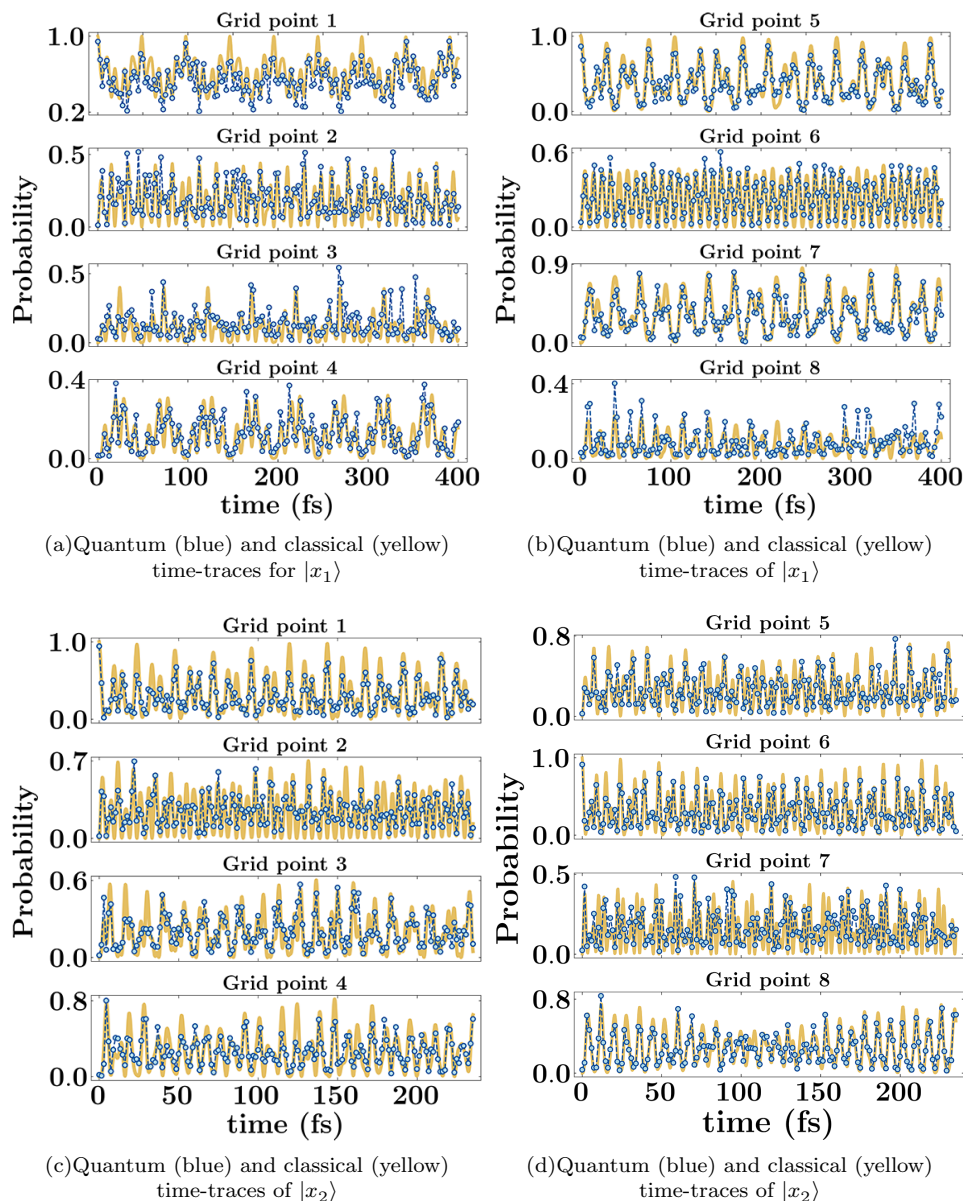 Grid point 1
1.0
0.2
Grid point 2
0.5
0.0
Grid point 3
0.5
0.0
Grid point 4
0.4
0.0
0 100 200 300 400
time (fs)
Probability
(a)Quantum (blue) and classical (yellow)
time-traces for |x₁⟩
Grid point 5
1.0
0.0
Grid point 6
0.6
0.0
Grid point 7
0.9
0.0
Grid point 8
0.4
0.0
0 100 200 300 400
time (fs)
Probability
(b)Quantum (blue) and classical (yellow)
time-traces of |x₁⟩
Grid point 1
1.0
0.0
Grid point 2
0.7
0.0
Grid point 3
0.6
0.0
Grid point 4
0.8
0.0
0 50 100 150 200
time (fs)
Probability
(c)Quantum (blue) and classical (yellow)
time-traces of |x₂⟩
Grid point 5
0.8
0.0
Grid point 6
1.0
0.0
Grid point 7
0.5
0.0
Grid point 8
0.8
0.0
0 50 100 150 200
time (fs)
Probability
(d)Quantum (blue) and classical (yellow)
time-traces of |x₂⟩